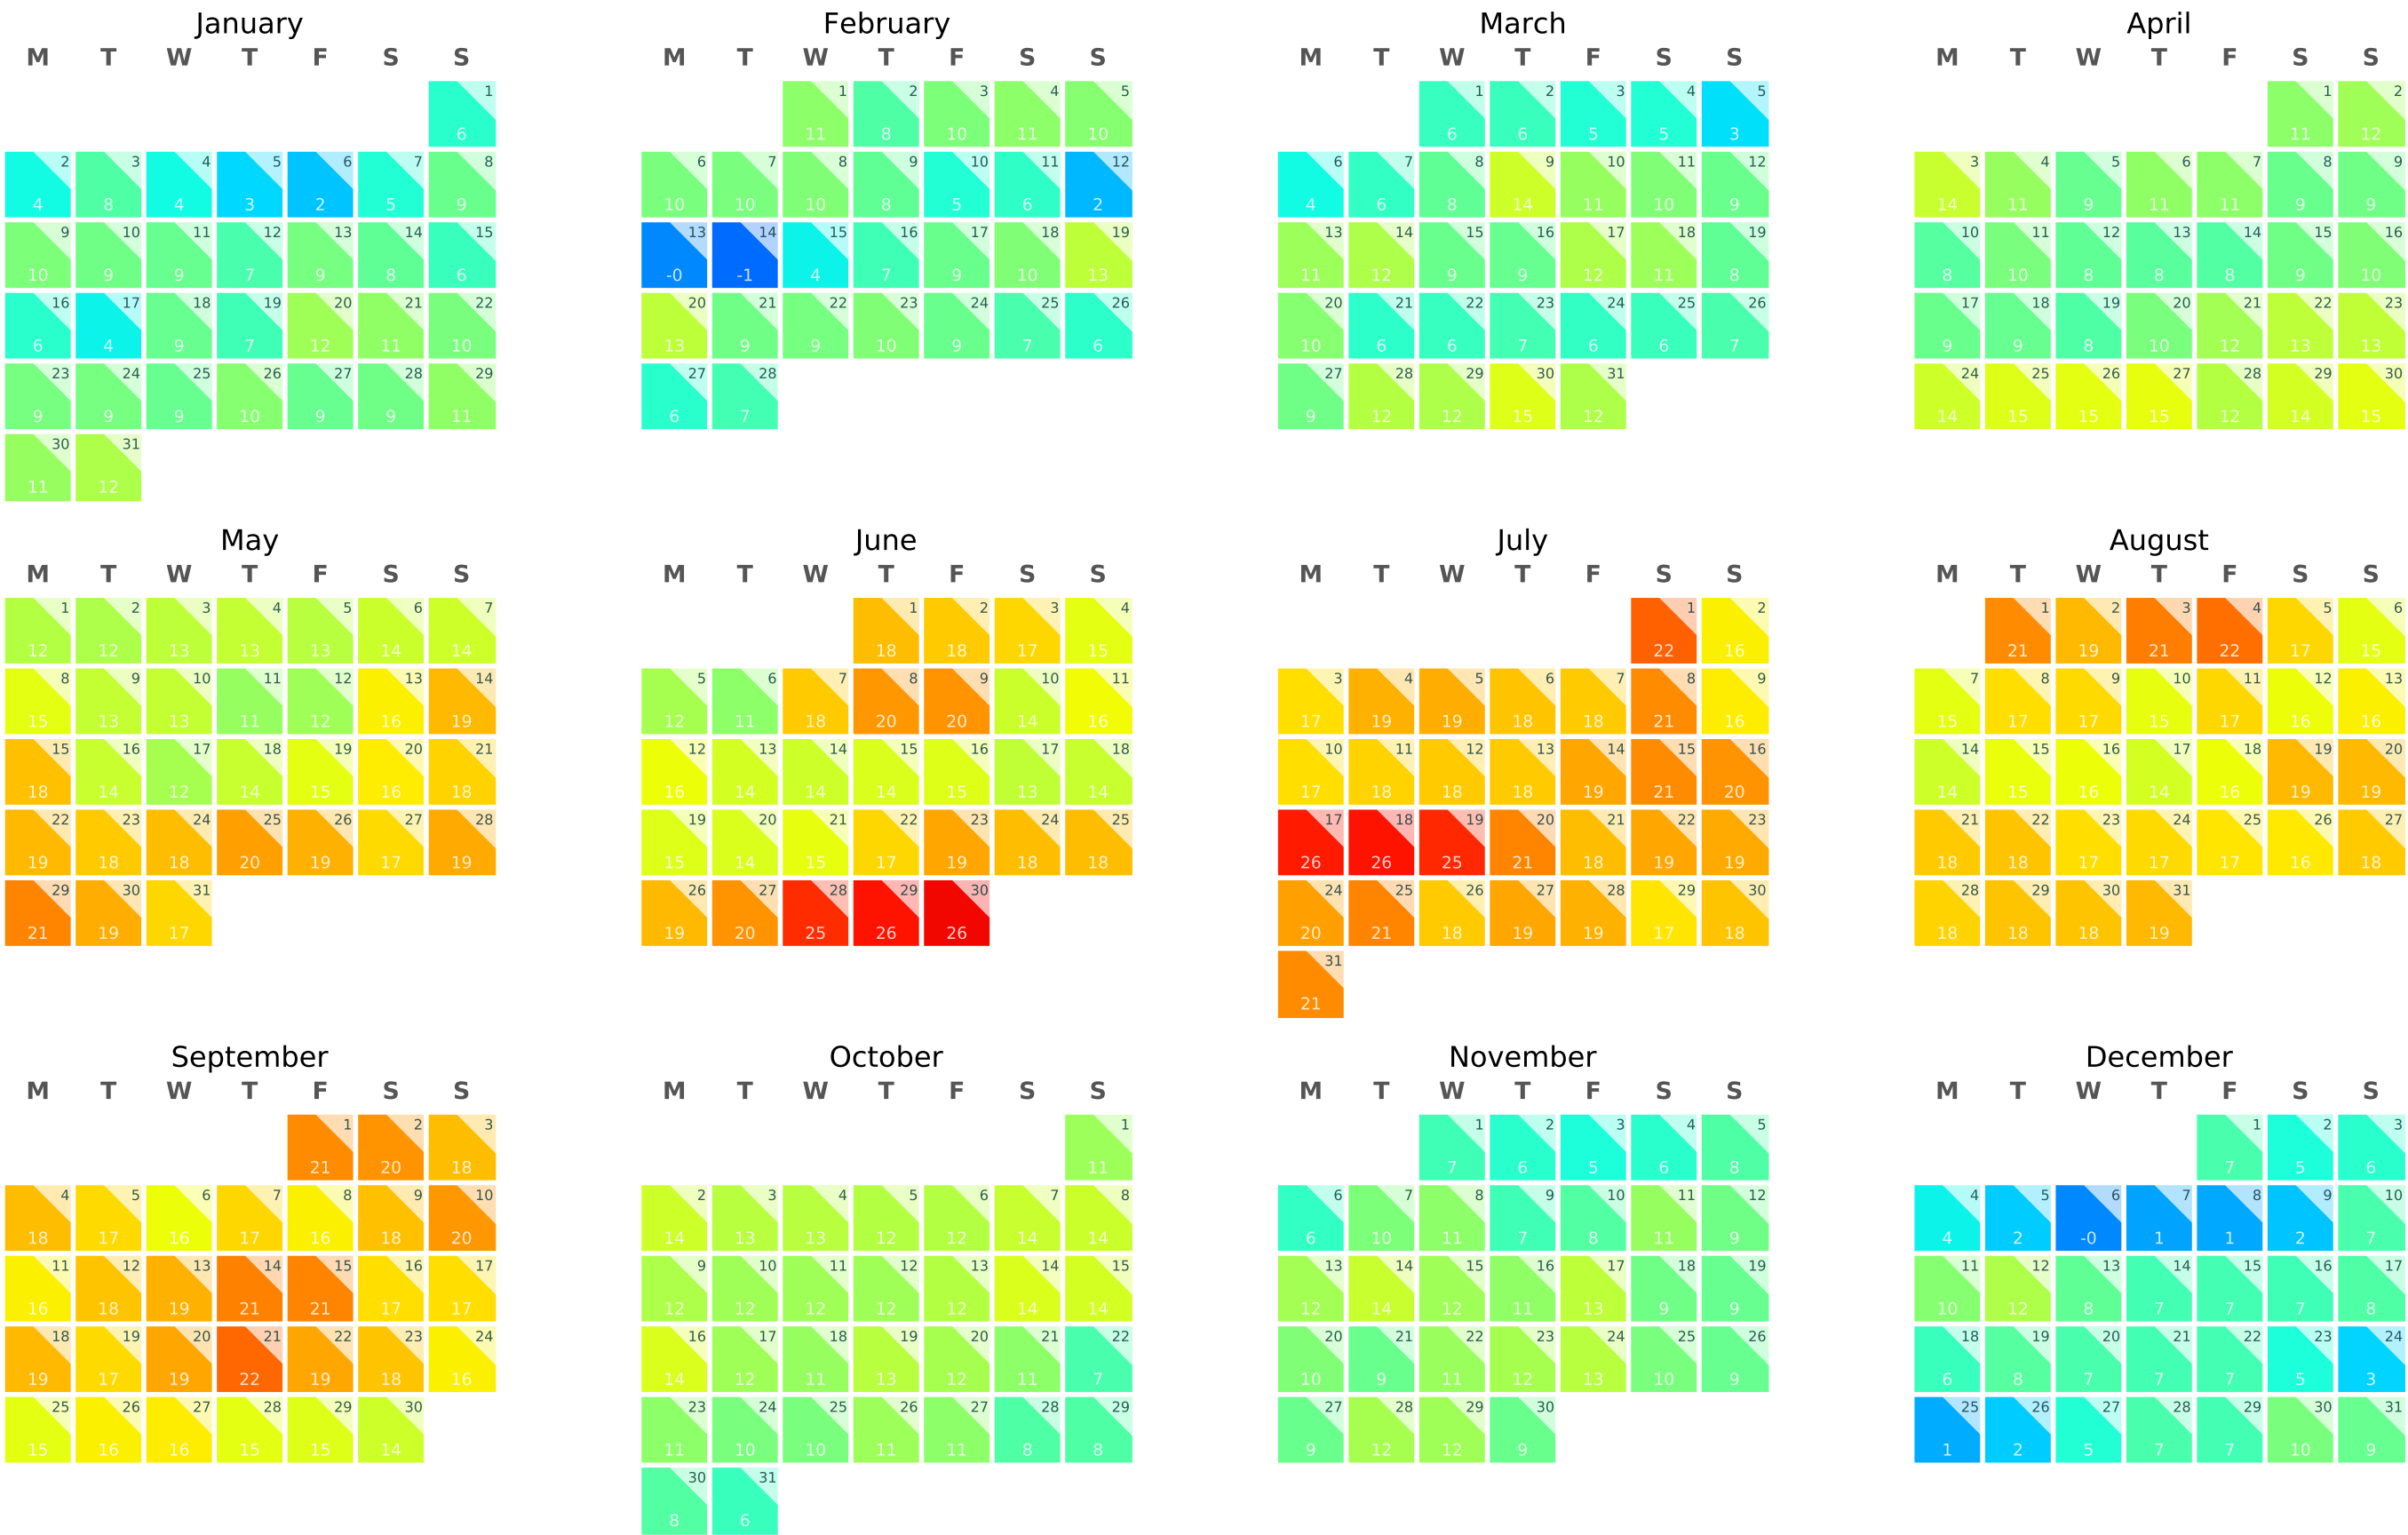 January February March April
M T W T F S S M T W T F S S M T W T F S S M T W T F S S
1 1 2 3 4 5 1 2 3 4 5 1 2
6 11 8 10 11 10 6 6 5 5 3 11 12
2 3 4 5 6 7 8 6 7 8 9 10 11 12 6 7 8 9 10 11 12 3 4 5 6 7 8 9
4 8 4 3 2 5 9 10 10 10 8 5 6 2 4 6 8 14 11 10 9 14 11 9 11 11 9 9
9 10 11 12 13 14 15 13 14 15 16 17 18 19 13 14 15 16 17 18 19 10 11 12 13 14 15 16
10 9 9 7 9 8 6 -0 -1 4 7 9 10 13 11 12 9 9 12 11 8 8 10 8 8 8 9 10
16 17 18 19 20 21 22 20 21 22 23 24 25 26 20 21 22 23 24 25 26 17 18 19 20 21 22 23
6 4 9 7 12 11 10 13 9 9 10 9 7 6 10 6 6 7 6 6 7 9 9 8 10 12 13 13
23 24 25 26 27 28 29 27 28 27 28 29 30 31 24 25 26 27 28 29 30
9 9 9 10 9 9 11 6 7 9 12 12 15 12 14 15 15 15 12 14 15
30 31
11 12
May June July August
M T W T F S S M T W T F S S M T W T F S S M T W T F S S
1 2 3 4 5 6 7 1 2 3 4 1 2 1 2 3 4 5 6
12 12 13 13 13 14 14 18 18 17 15 22 16 21 19 21 22 17 15
8 9 10 11 12 13 14 5 6 7 8 9 10 11 3 4 5 6 7 8 9 7 8 9 10 11 12 13
15 13 13 11 12 16 19 12 11 18 20 20 14 16 17 19 19 18 18 21 16 15 17 17 15 17 16 16
15 16 17 18 19 20 21 12 13 14 15 16 17 18 10 11 12 13 14 15 16 14 15 16 17 18 19 20
18 14 12 14 15 16 18 16 14 14 14 15 13 14 17 18 18 18 19 21 20 14 15 16 14 16 19 19
22 23 24 25 26 27 28 19 20 21 22 23 24 25 17 18 19 20 21 22 23 21 22 23 24 25 26 27
19 18 18 20 19 17 19 15 14 15 17 19 18 18 26 26 25 21 18 19 19 18 18 17 17 17 16 18
29 30 31 26 27 28 29 30 24 25 26 27 28 29 30 28 29 30 31
21 19 17 19 20 25 26 26 20 21 18 19 19 17 18 18 18 18 19
31
21
September October November December
M T W T F S S M T W T F S S M T W T F S S M T W T F S S
1 2 3 1 1 2 3 4 5 1 2 3
21 20 18 11 7 6 5 6 8 7 5 6
4 5 6 7 8 9 10 2 3 4 5 6 7 8 6 7 8 9 10 11 12 4 5 6 7 8 9 10
18 17 16 17 16 18 20 14 13 13 12 12 14 14 6 10 11 7 8 11 9 4 2 -0 1 1 2 7
11 12 13 14 15 16 17 9 10 11 12 13 14 15 13 14 15 16 17 18 19 11 12 13 14 15 16 17
16 18 19 21 21 17 17 12 12 12 12 12 14 14 12 14 12 11 13 9 9 10 12 8 7 7 7 8
18 19 20 21 22 23 24 16 17 18 19 20 21 22 20 21 22 23 24 25 26 18 19 20 21 22 23 24
19 17 19 22 19 18 16 14 12 11 13 12 11 7 10 9 11 12 13 10 9 6 8 7 7 7 5 3
25 26 27 28 29 30 23 24 25 26 27 28 29 27 28 29 30 25 26 27 28 29 30 31
15 16 16 15 15 14 11 10 10 11 11 8 8 9 12 12 9 1 2 5 7 7 10 9
30 31
8 6